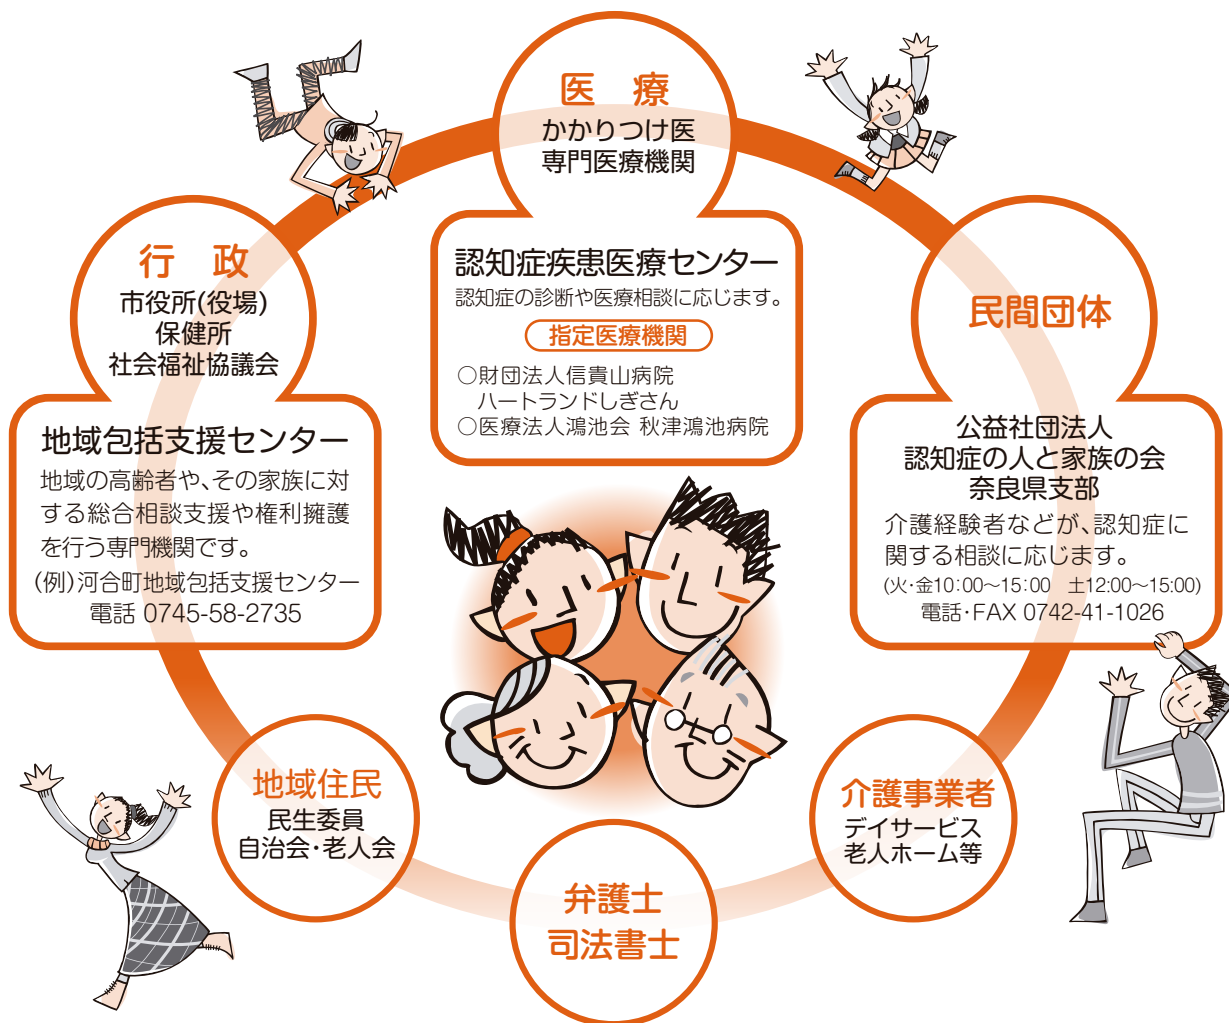 医　療
かかりつけ医
専門医療機関
認知症疾患医療センター
認知症の診断や医療相談に応じます。
指定医療機関
○財団法人信貴山病院
ハートランドしぎさん
○医療法人鴻池会 秋津鴻池病院
行　政
市役所(役場)
保健所
社会福祉協議会
地域包括支援センター
地域の高齢者や、その家族に対
する総合相談支援や権利擁護
を行う専門機関です。
(例)河合町地域包括支援センター
電話 0745-58-2735
民間団体
公益社団法人
認知症の人と家族の会
奈良県支部
介護経験者などが、認知症に
関する相談に応じます。
(火・金10:00〜15:00　土12:00〜15:00)
電話・FAX 0742-41-1026
地域住民
民生委員
自治会・老人会
介護事業者
デイサービス
老人ホーム等
弁護士
司法書士